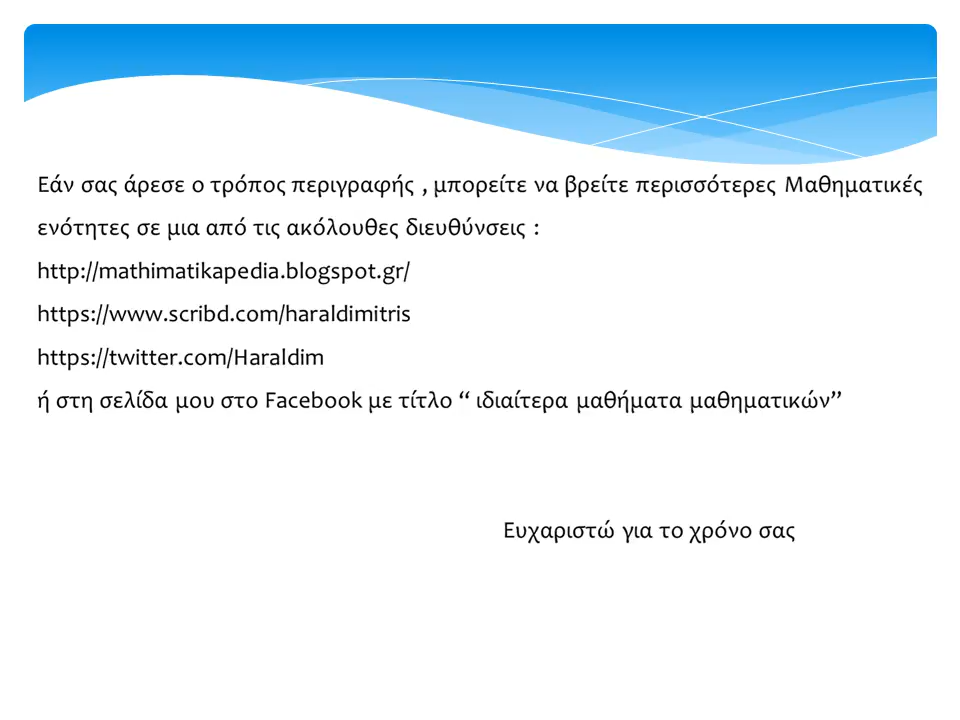 Εάν σας άρεσε ο τρόπος περιγραφής , μπορείτε να βρείτε περισσότερες Μαθηματικές
ενότητες σε μια από τις ακόλουθες διευθύνσεις :
http://mathimatikapedia.blogspot.gr/
https://www.scribd.com/haraldimitris
https://twitter.com/Haraldim
ή στη σελίδα μου στο Facebook με τίτλο “ ιδιαίτερα μαθήματα μαθηματικών”
Ευχαριστώ για το χρόνο σας